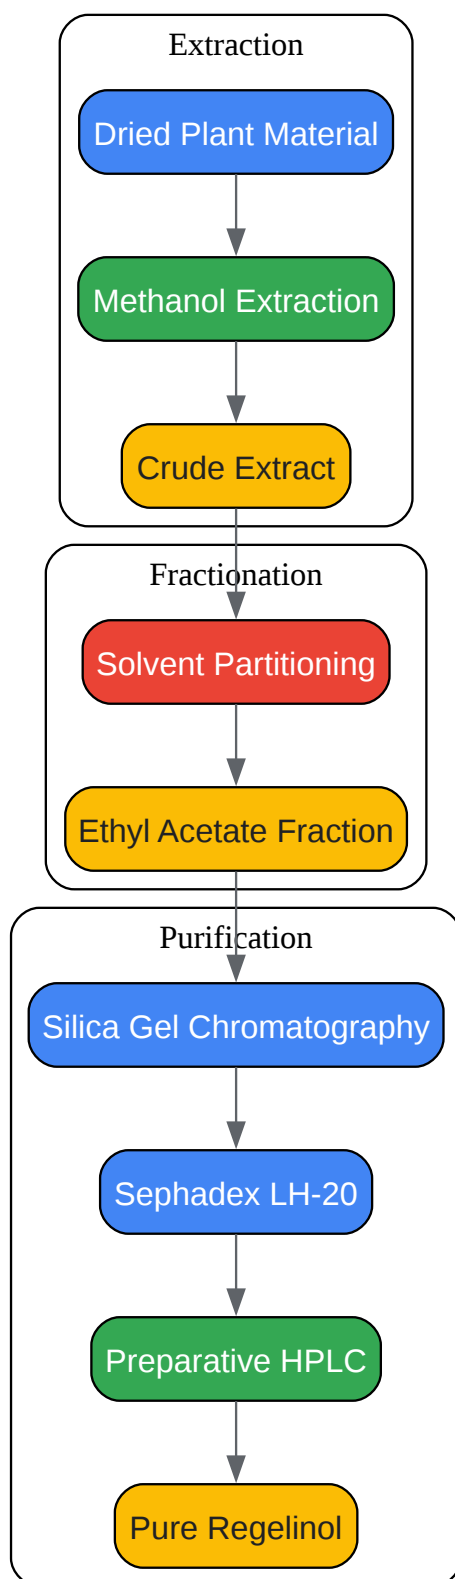 Extraction
Dried Plant Material
Methanol Extraction
Crude Extract
Fractionation
Solvent Partitioning
Ethyl Acetate Fraction
Purification
Silica Gel Chromatography
Sephadex LH-20
Preparative HPLC
Pure Regelinol